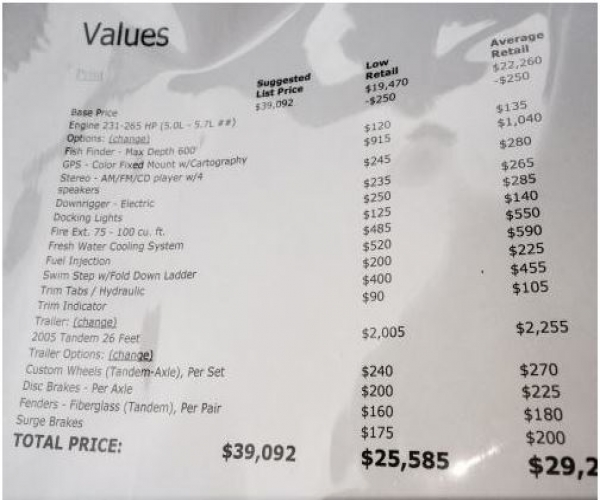 Values
Print
Suggested List Price Low Retail Average Retail
Base Price $39,092 $19,470 $22,260
Engine 231-265 HP (5.0L - 5.7L ##) -$250 -$250
Options: (change)
Fish Finder - Max Depth 600' $120 $135
GPS - Color Fixed Mount w/Cartography $915 $1,040
Stereo - AM/FM/CD player w/4 $245 $280
speakers
Downrigger - Electric $235 $265
Docking Lights $250 $285
Fire Ext. 75 - 100 cu. ft. $125 $140
Fresh Water Cooling System $485 $550
Fuel Injection $520 $590
Swim Step w/Fold Down Ladder $200 $225
Trim Tabs / Hydraulic $400 $455
Trim Indicator $90 $105
Trailer: (change)
2005 Tandem 26 Feet $2,005 $2,255
Trailer Options: (change)
Custom Wheels (Tandem-Axle), Per Set $240 $270
Disc Brakes - Per Axle $200 $225
Fenders - Fiberglass (Tandem), Per Pair $160 $180
Surge Brakes $175 $200
TOTAL PRICE: $39,092 $25,585 $29,2